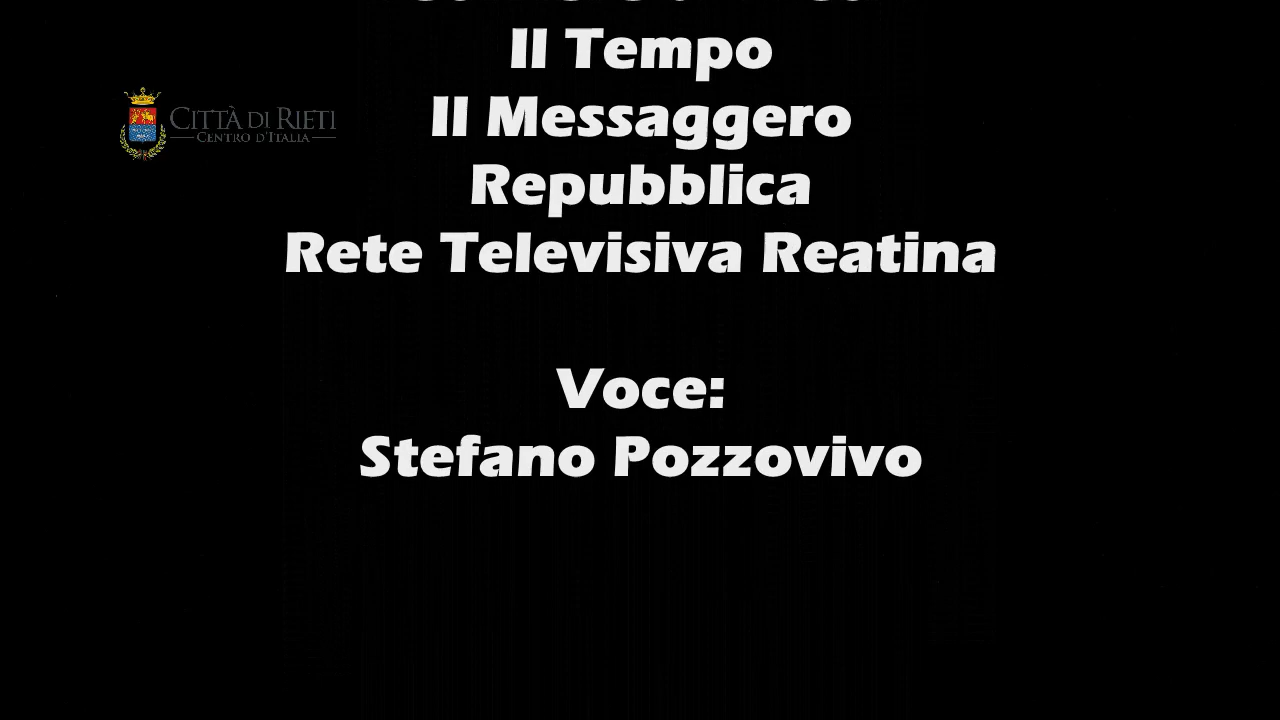 Il Tempo
CITTÀ DI RIETI
CENTRO D'ITALIA
Il Messaggero
Repubblica
Rete Televisiva Reatina
Voce:
Stefano Pozzovivo